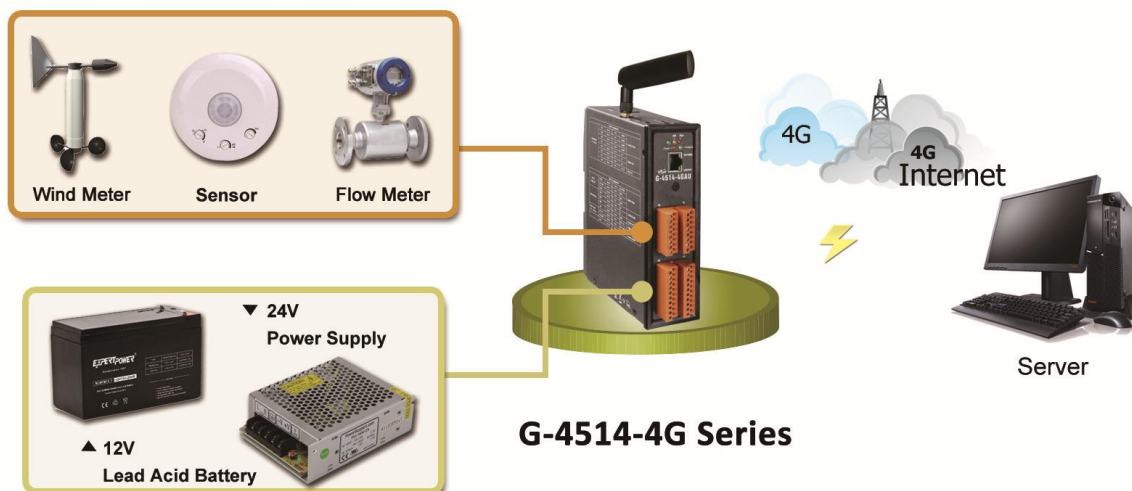 Wind Meter
Sensor
Flow Meter
24V
Power Supply
EXPERTPOWER
12V
Lead Acid Battery
G-4514-4GAU
4G
4G
Internet
Server
G-4514-4G Series